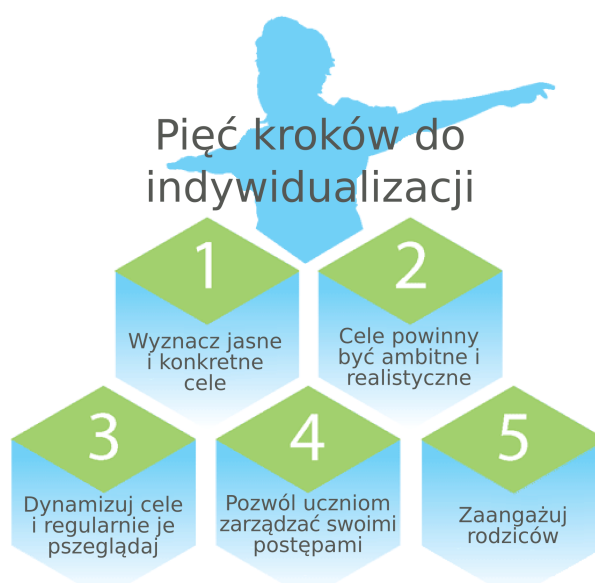 Pięć kroków do
indywidualizacji
1
Wyznacz jasne
i konkretne
cele
2
Cele powinny
być ambitne i
realistyczne
3
Dynamizuj cele
i regularnie je
pszeglądaj
4
Pozwól uczniom
zarządzać swoimi
postępami
5
Zaangażuj
rodziców